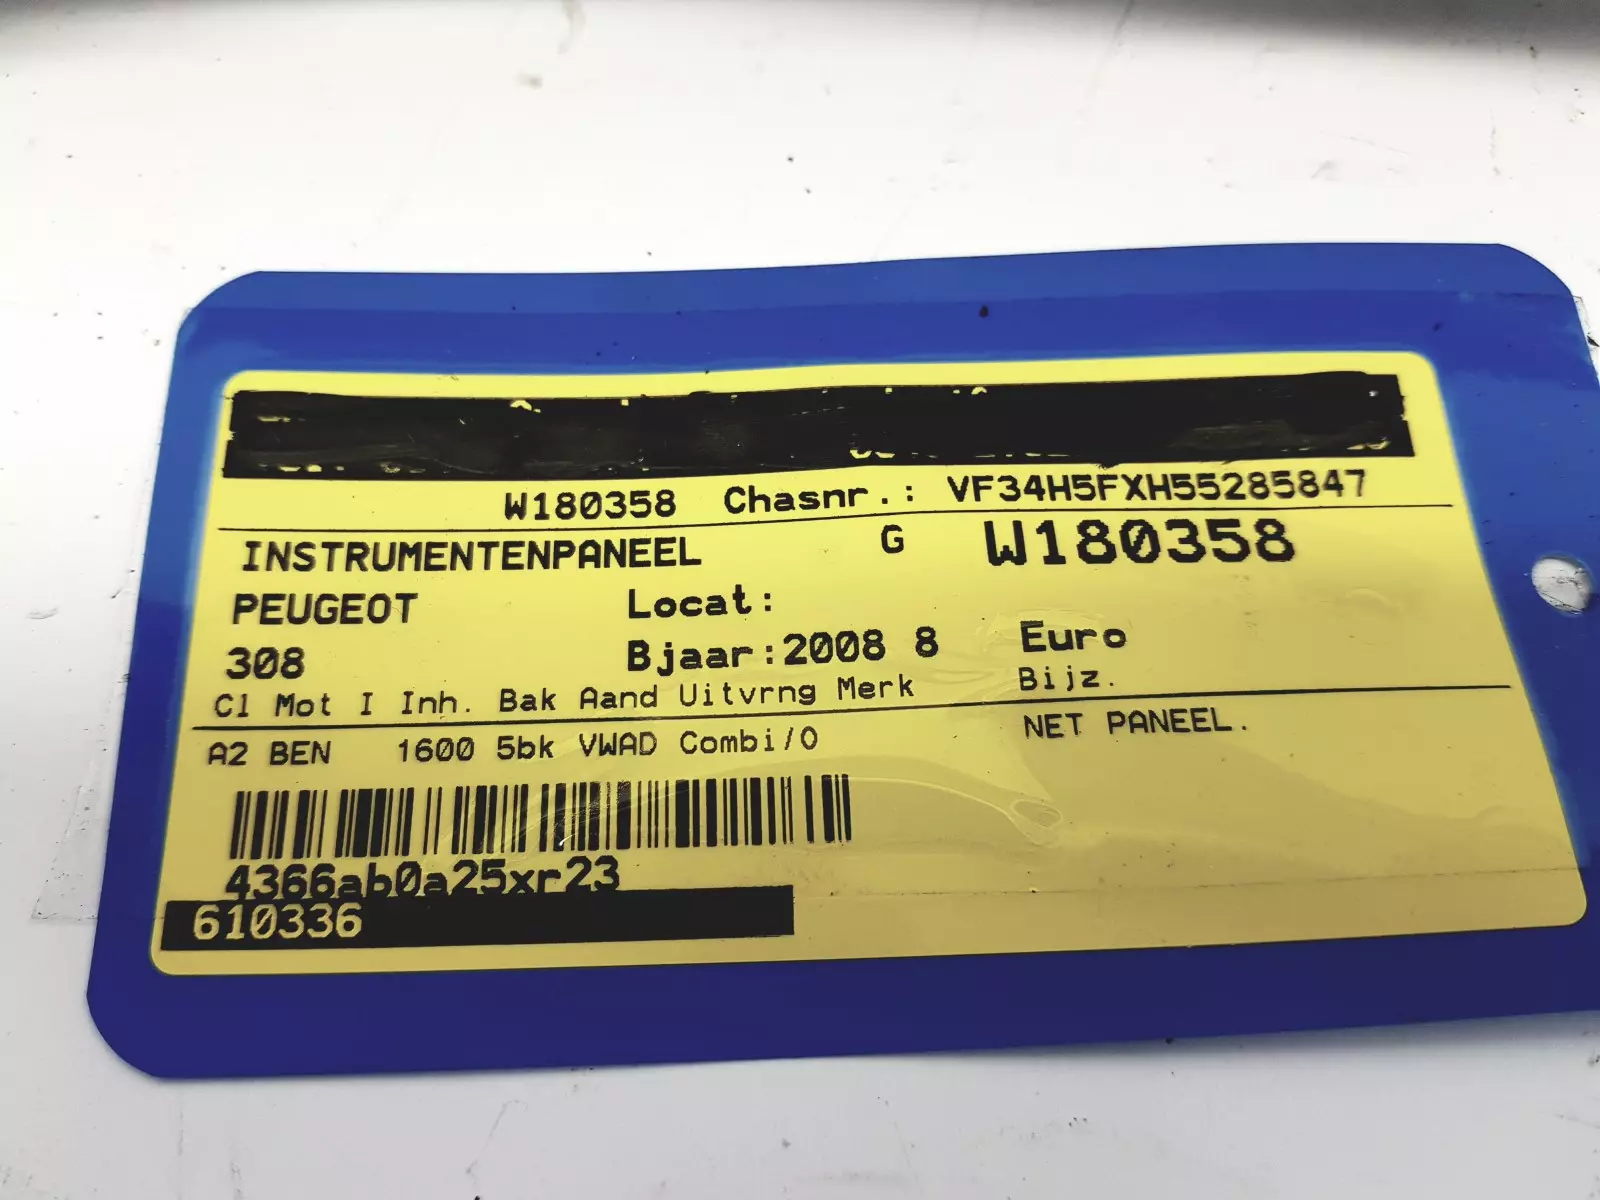 W180358 Chasnr.: VF34H5FXH55285847
INSTRUMENTENPANEEL G W180358
PEUGEOT Locat:
308 Bjaar:2008 8 Euro
Cl Mot I Inh. Bak Aand Uitvrng Merk Bijz.
A2 BEN 1600 5bk VWAD Combi/O NET PANEEL.
4366ab0a25xr23
610336